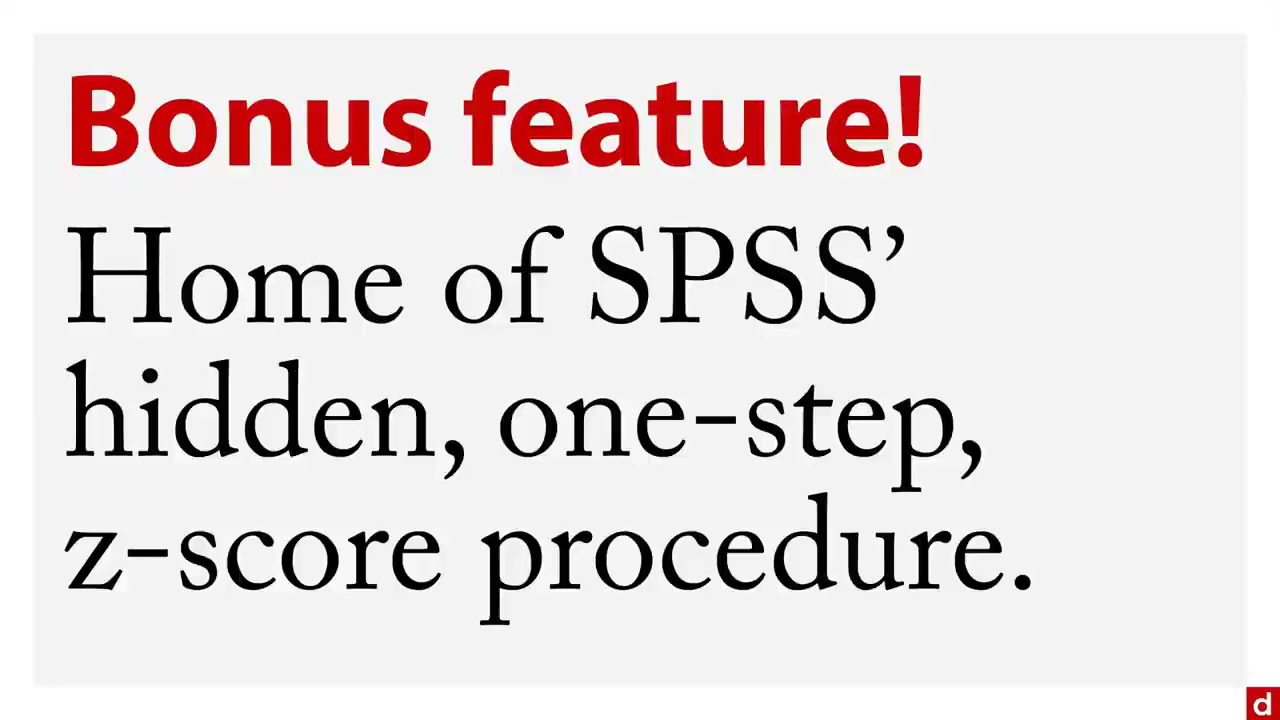 Bonus feature!
Home of SPSS’
hidden, one-step,
z-score procedure.
d